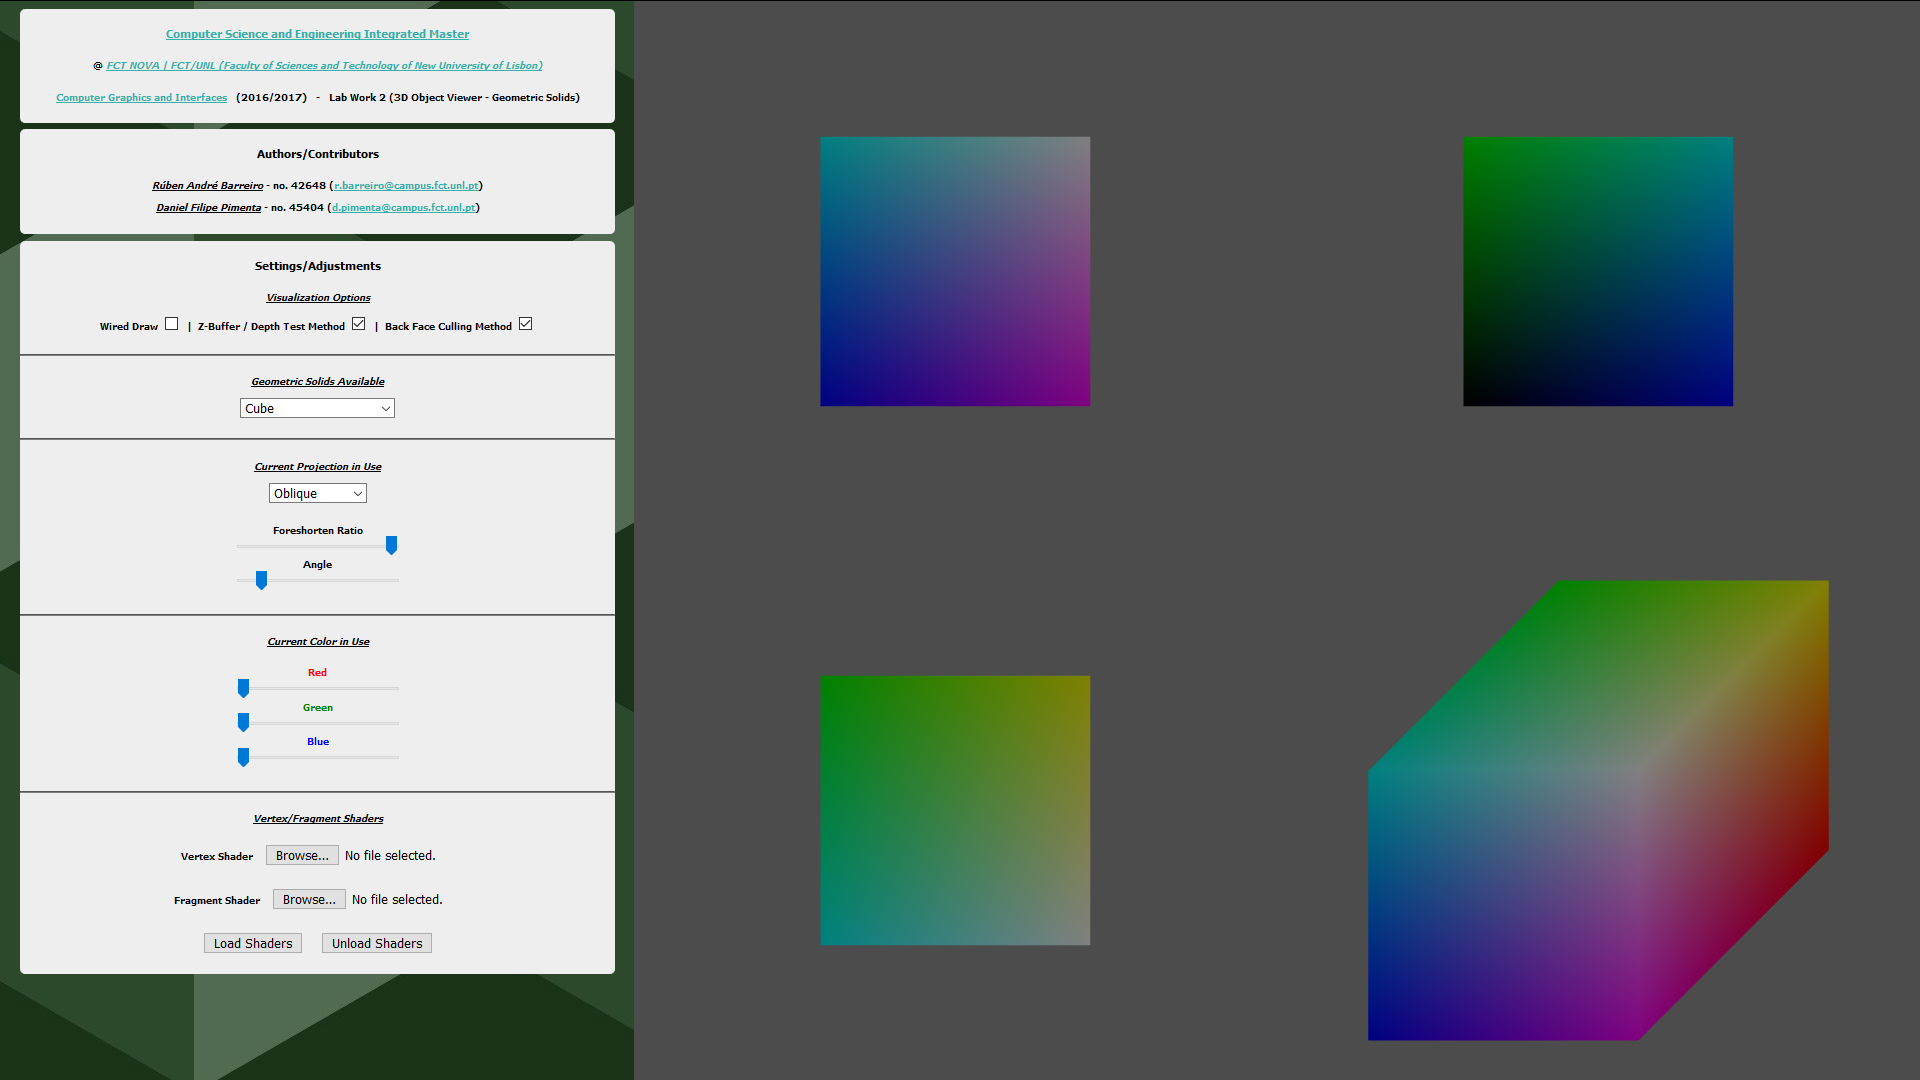 Computer Science and Engineering Integrated Master
@ FCT NOVA | FCT/UNL (Faculty of Sciences and Technology of New University of Lisbon)
Computer Graphics and Interfaces (2016/2017) - Lab Work 2 (3D Object Viewer - Geometric Solids)
Authors/Contributors
Rúben André Barreiro - no. 42648 (r.barreiro@campus.fct.unl.pt)
Daniel Filipe Pimenta - no. 45404 (d.pimenta@campus.fct.unl.pt)
Settings/Adjustments
Visualization Options
Wired Draw | Z-Buffer / Depth Test Method | Back Face Culling Method
Geometric Solids Available
Cube
Current Projection in Use
Oblique
Foreshorten Ratio
Angle
Current Color in Use
Red
Green
Blue
Vertex/Fragment Shaders
Vertex Shader Browse... No file selected.
Fragment Shader Browse... No file selected.
Load Shaders Unload Shaders